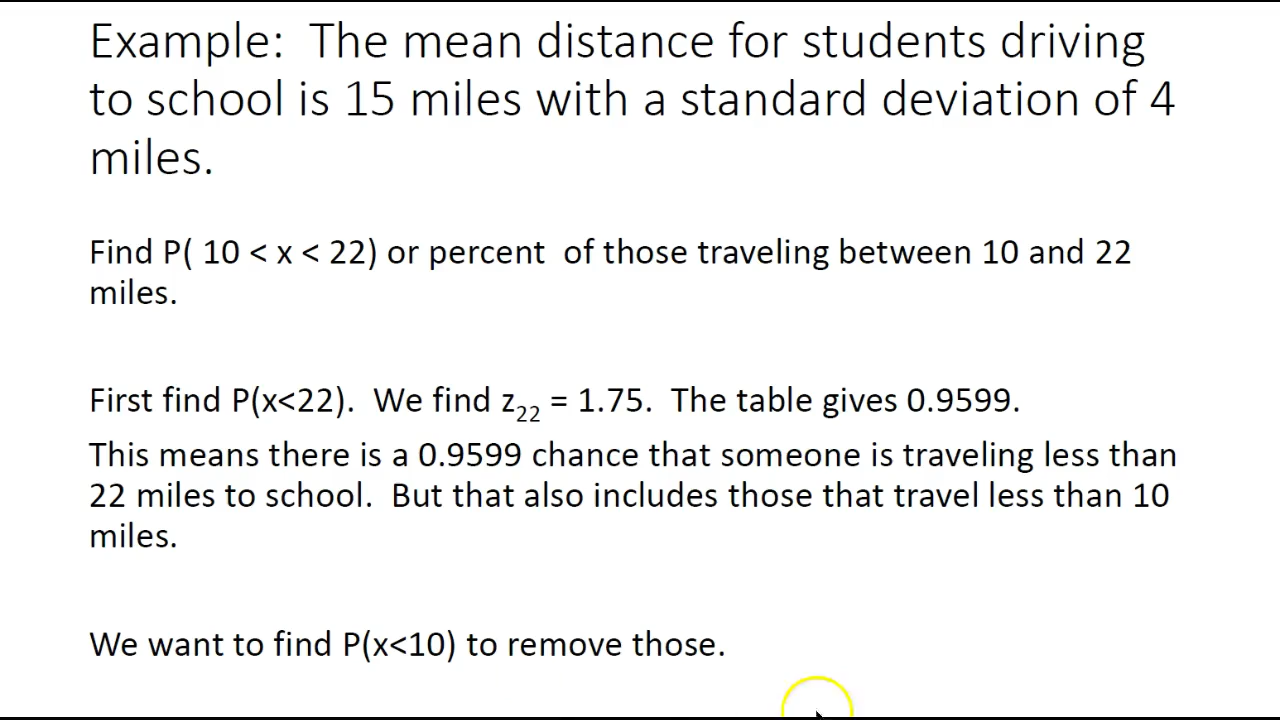 Example:  The mean distance for students driving
to school is 15 miles with a standard deviation of 4
miles.
Find P( 10 < x < 22) or percent  of those traveling between 10 and 22
miles.
First find P(x<22).  We find z₂₂ = 1.75.  The table gives 0.9599.
This means there is a 0.9599 chance that someone is traveling less than
22 miles to school.  But that also includes those that travel less than 10
miles.
We want to find P(x<10) to remove those.